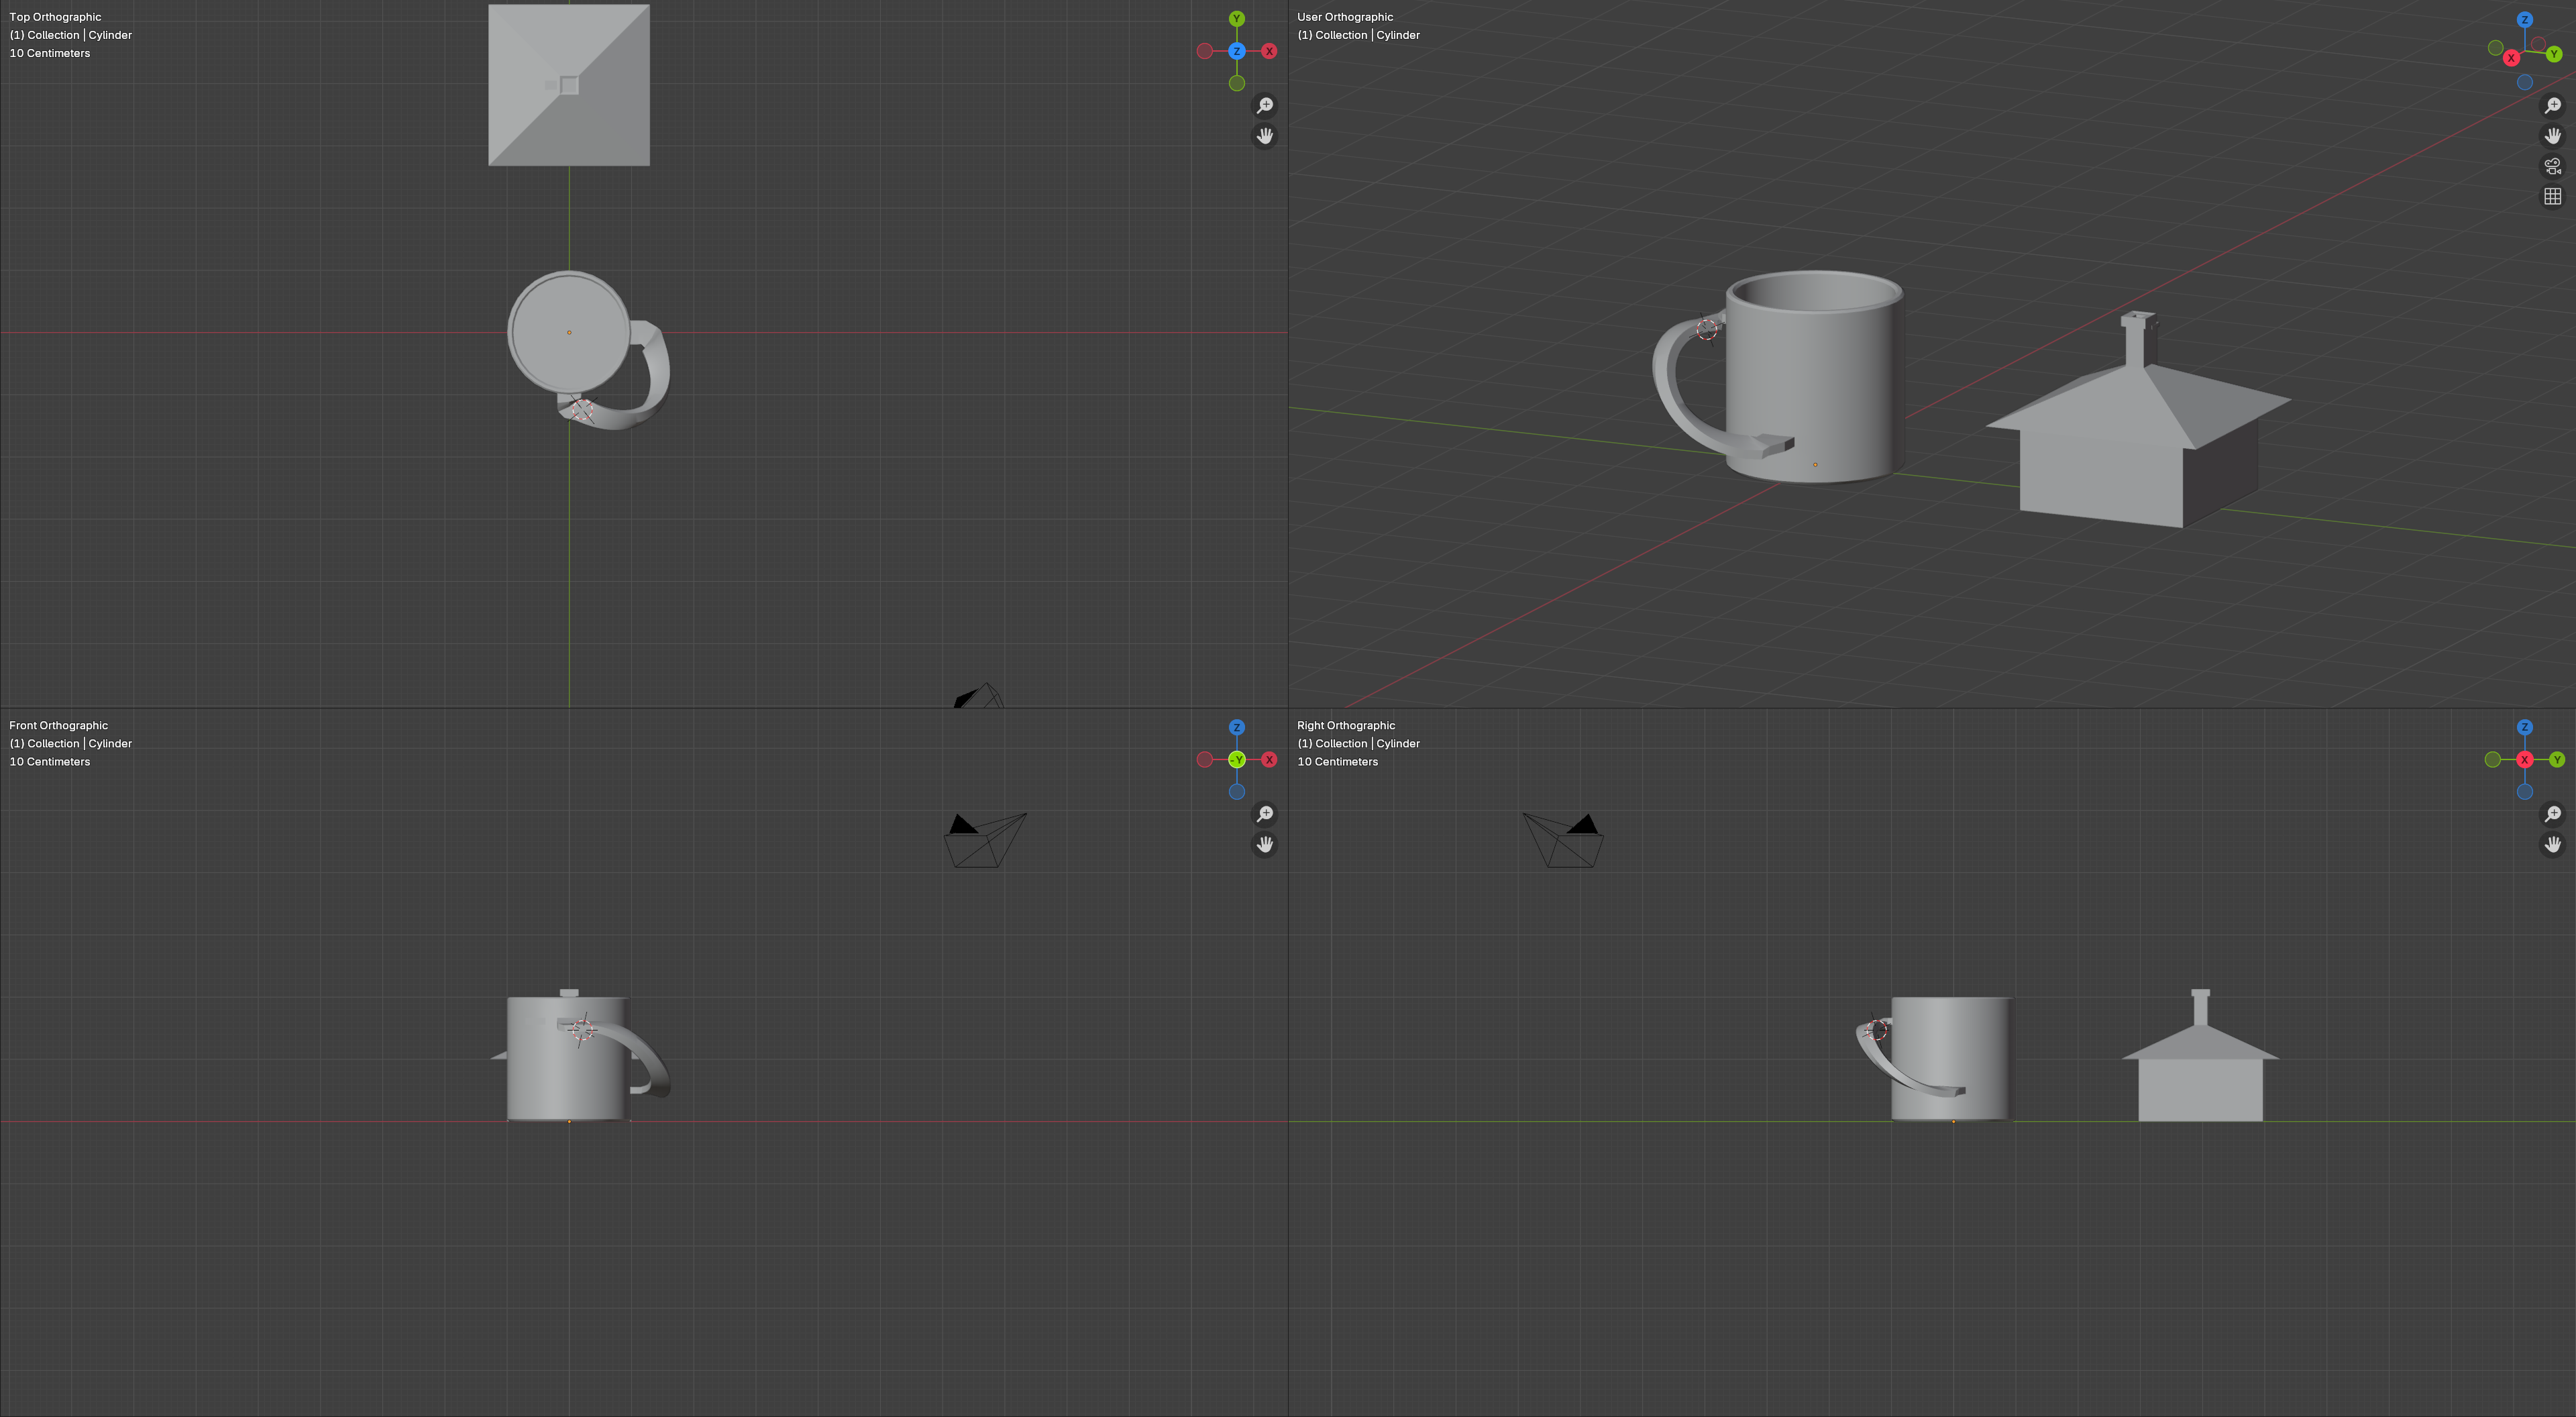 Top Orthographic
(1) Collection | Cylinder
10 Centimeters
Y
Z
X
User Orthographic
(1) Collection | Cylinder
Z
X
Y
Front Orthographic
(1) Collection | Cylinder
10 Centimeters
Z
-Y
X
Right Orthographic
(1) Collection | Cylinder
10 Centimeters
Z
X
Y